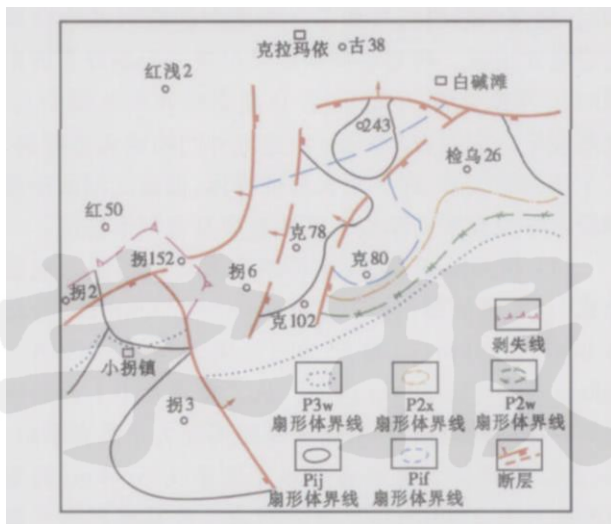 克拉玛依
古38
红浅2
白碱滩
243
检乌26
红50
克78
拐152
拐6
克80
拐2
克102
小拐镇
剥失线
拐3
P3w
扇形体界线
P2x
扇形体界线
P2w
扇形体界线
Pij
扇形体界线
Pif
扇形体界线
断层
学报